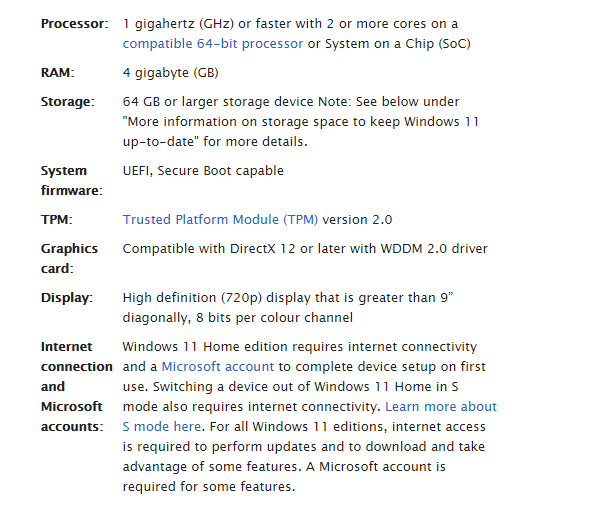 Processor: 1 gigahertz (GHz) or faster with 2 or more cores on a
compatible 64-bit processor or System on a Chip (SoC)
RAM: 4 gigabyte (GB)
Storage: 64 GB or larger storage device Note: See below under
"More information on storage space to keep Windows 11
up-to-date" for more details.
System UEFI, Secure Boot capable
firmware:
TPM: Trusted Platform Module (TPM) version 2.0
Graphics Compatible with DirectX 12 or later with WDDM 2.0 driver
card:
Display: High definition (720p) display that is greater than 9”
diagonally, 8 bits per colour channel
Internet Windows 11 Home edition requires internet connectivity
connection and a Microsoft account to complete device setup on first
and use. Switching a device out of Windows 11 Home in S
Microsoft mode also requires internet connectivity. Learn more about
accounts: S mode here. For all Windows 11 editions, internet access
is required to perform updates and to download and take
advantage of some features. A Microsoft account is
required for some features.